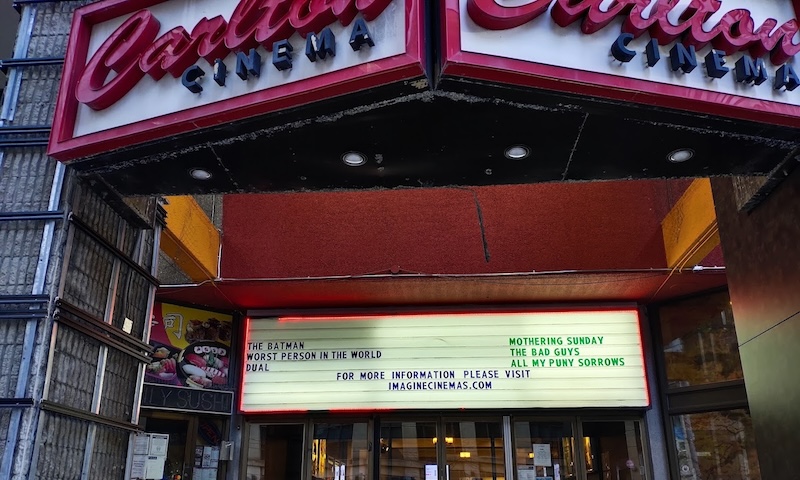 Carlton
CINEMA
Carlton
CINEMA
THE BATMAN
WORST PERSON IN THE WORLD
DUAL
MOTHERING SUNDAY
THE BAD GUYS
ALL MY PUNY SORROWS
FOR MORE INFORMATION PLEASE VISIT
IMAGINECINEMAS.COM
SUSHI